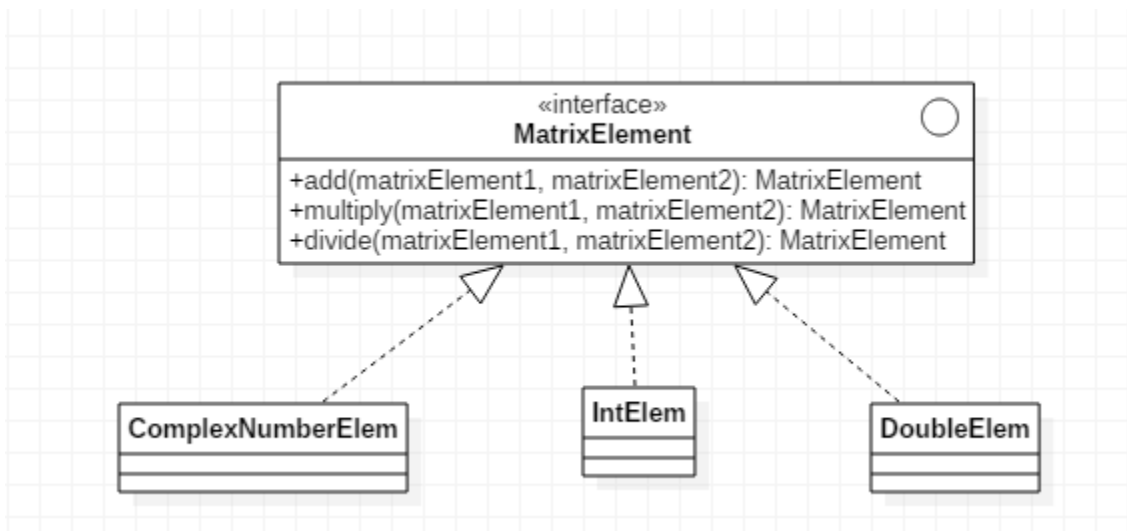 «interface»
MatrixElement
+add(matrixElement1, matrixElement2): MatrixElement
+multiply(matrixElement1, matrixElement2): MatrixElement
+divide(matrixElement1, matrixElement2): MatrixElement
ComplexNumberElem
IntElem
DoubleElem